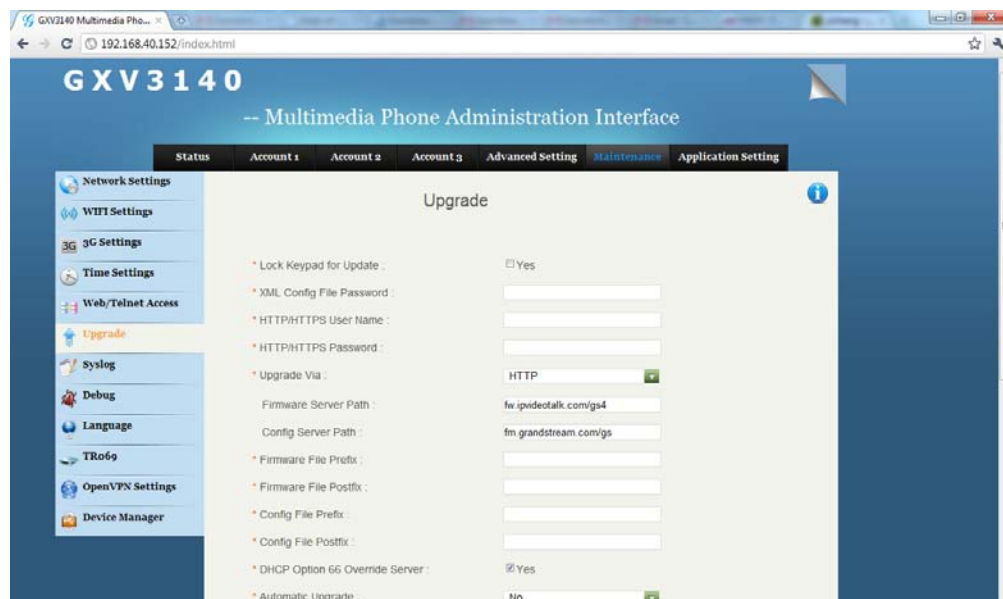 GXV3140 Multimedia Pho...
192.168.40.152/index.html
GXV3140
-- Multimedia Phone Administration Interface
Status Account 1 Account 2 Account 3 Advanced Setting Maintenance Application Setting
Network Settings
WIFI Settings
3G 3G Settings
Time Settings
Web/Telnet Access
Upgrade
Syslog
Debug
Language
TR069
OpenVPN Settings
Device Manager
Upgrade
* Lock Keypad for Update : Yes
* XML Config File Password :
* HTTP/HTTPS User Name :
* HTTP/HTTPS Password :
* Upgrade Via : HTTP
Firmware Server Path : fw.ipvideotalk.com/gs4
Config Server Path : fm.grandstream.com/gs
* Firmware File Prefix :
* Firmware File Postfix :
* Config File Prefix :
* Config File Postfix :
* DHCP Option 66 Override Server : Yes
* Automatic Upgrade : No